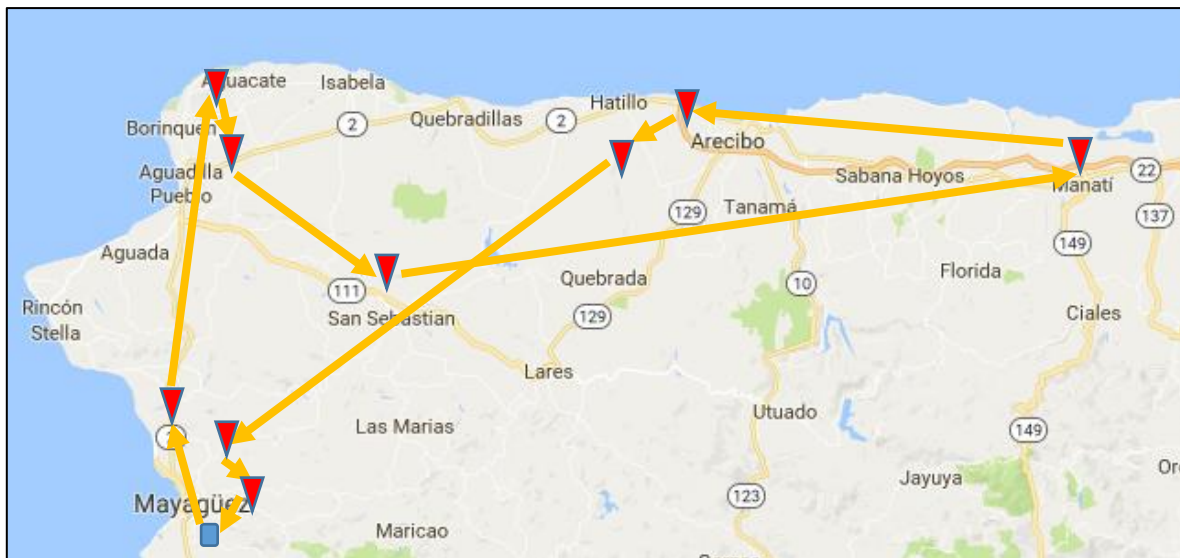 Aguacate
Isabela
Hatillo
2
Quebradillas
2
Borinquen
Arecibo
Aguadilla
Pueblo
Sabana Hoyos
22
Manatí
129
Tanamá
137
Aguada
149
111
Quebrada
10
Florida
Rincón
Stella
San Sebastian
129
Ciales
Lares
Utuado
Las Marias
149
Jayuya
Mayagüez
123
Maricao